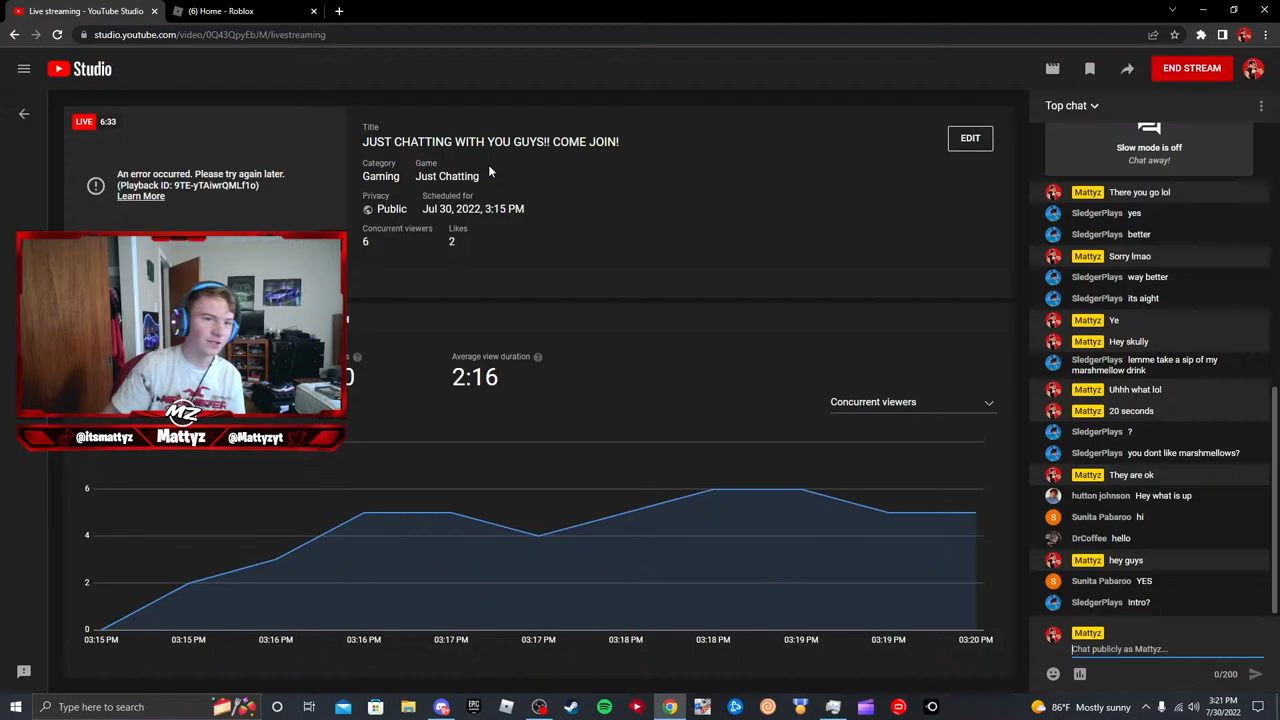 Live streaming - YouTube Studio
(6) Home - Roblox
studio.youtube.com/video/0Q43QpyEbJM/livestreaming
Studio
END STREAM
LIVE 6:33
An error occurred. Please try again later.
(Playback ID: 9TE-yTAiwrQMLf1o)
Learn More
Title
JUST CHATTING WITH YOU GUYS!! COME JOIN!
EDIT
Category Game
Gaming Just Chatting
Privacy Scheduled for
Public Jul 30, 2022, 3:15 PM
Concurrent viewers Likes
6 2
MZ
@itsmattyz Mattyz @Mattyzyt
Average view duration
0 2:16
Concurrent viewers
6
4
2
0
03:15 PM 03:15 PM 03:16 PM 03:16 PM 03:17 PM 03:17 PM 03:18 PM 03:18 PM 03:19 PM 03:19 PM 03:20 PM
Top chat
Slow mode is off
Chat away!
Mattyz There you go lol
SledgerPlays yes
SledgerPlays better
Mattyz Sorry lmao
SledgerPlays way better
SledgerPlays its aight
Mattyz Ye
Mattyz Hey skully
SledgerPlays lemme take a sip of my
marshmellow drink
Mattyz Uhhh what lol
Mattyz 20 seconds
SledgerPlays ?
SledgerPlays you dont like marshmellows?
Mattyz They are ok
hutton johnson Hey what is up
Sunita Pabaroo hi
DrCoffee hello
Mattyz hey guys
Sunita Pabaroo YES
SledgerPlays Intro?
Mattyz
Chat publicly as Mattyz...
0/200
Type here to search
86°F Mostly sunny
3:21 PM
7/30/2022